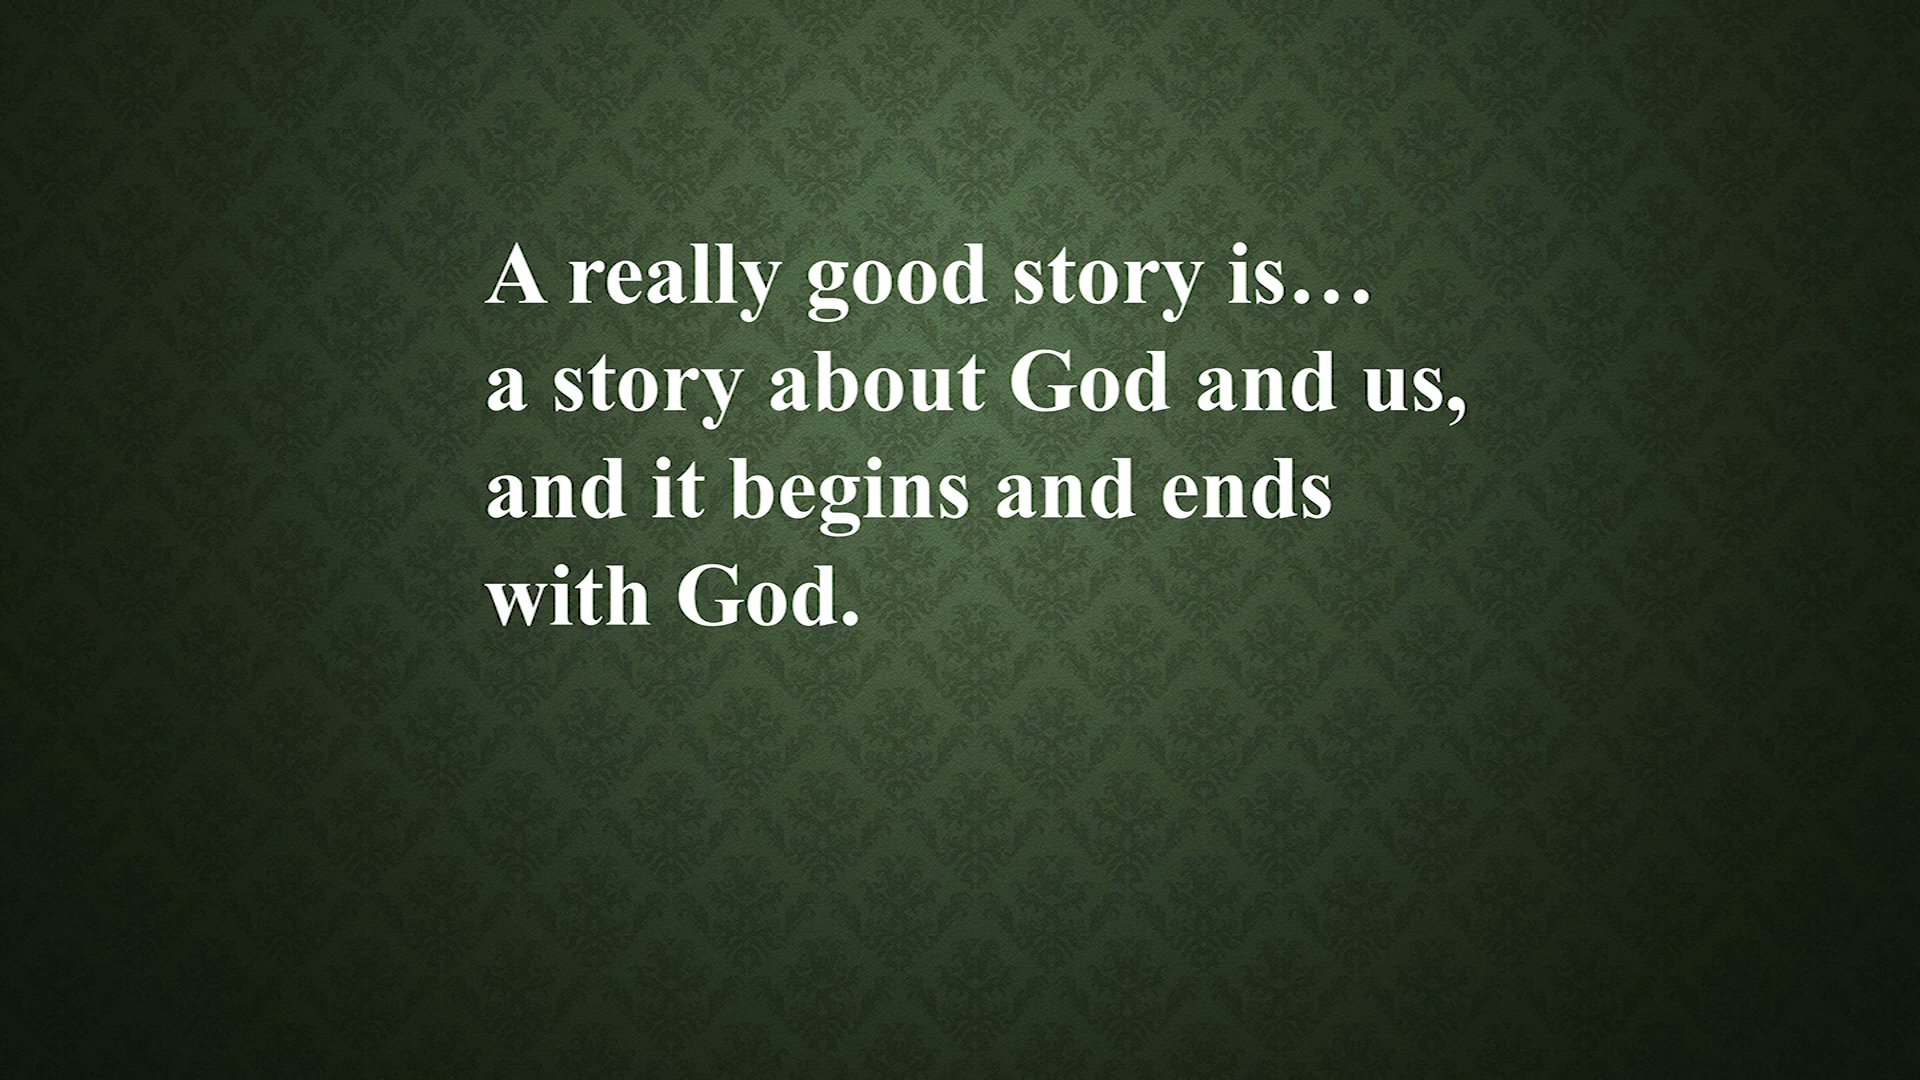 A really good story is…
a story about God and us,
and it begins and ends
with God.